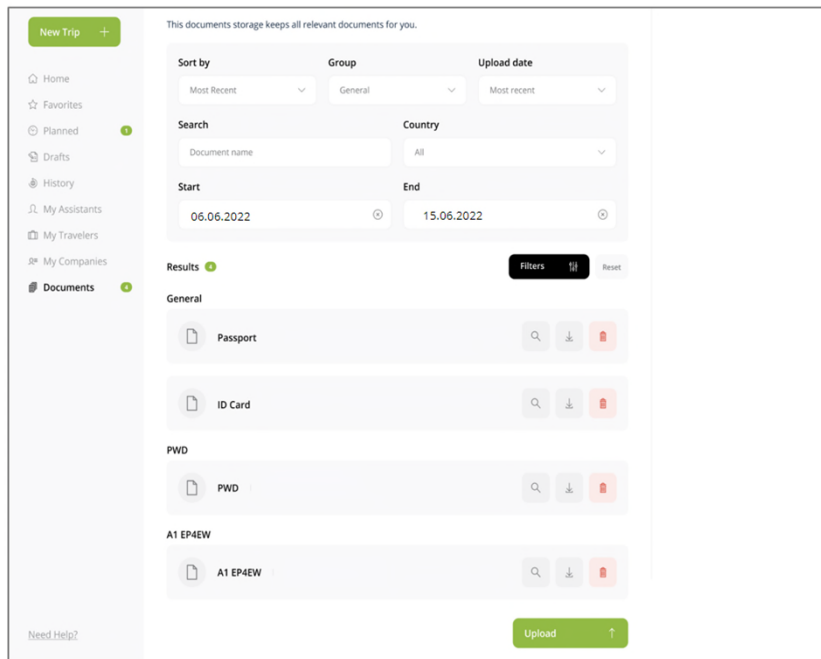 New Trip
Home
Favorites
Planned 1
Drafts
History
My Assistants
My Travelers
My Companies
Documents 4
Need Help?
This documents storage keeps all relevant documents for you.
Sort by Group Upload date
Most Recent General Most recent
Search Country
Document name All
Start End
06.06.2022 15.06.2022
Results 4 Filters Reset
General
Passport
ID Card
PWD
PWD
A1 EP4EW
A1 EP4EW
Upload